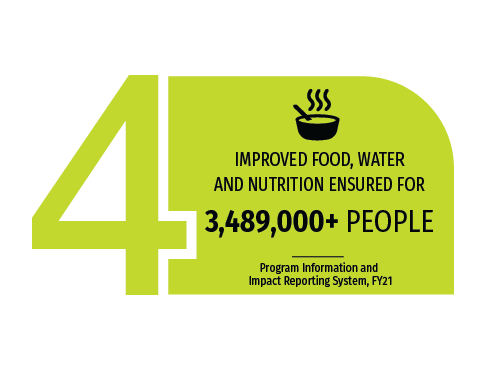 4
IMPROVED FOOD, WATER
AND NUTRITION ENSURED FOR
3,489,000+ PEOPLE
Program Information and
Impact Reporting System, FY21